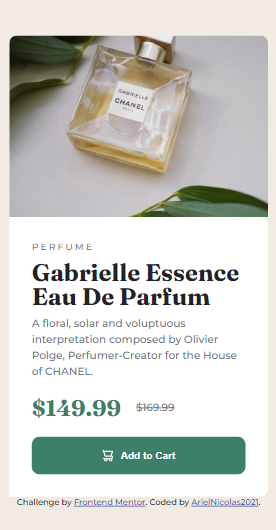 GABRIELLE
CHANEL
PERFUME
Gabrielle Essence
Eau De Parfum
A floral, solar and voluptuous
interpretation composed by Olivier
Polge, Perfumer-Creator for the House
of CHANEL.
$149.99 $169.99
Add to Cart
Challenge by Frontend Mentor. Coded by ArielNicolas2021.